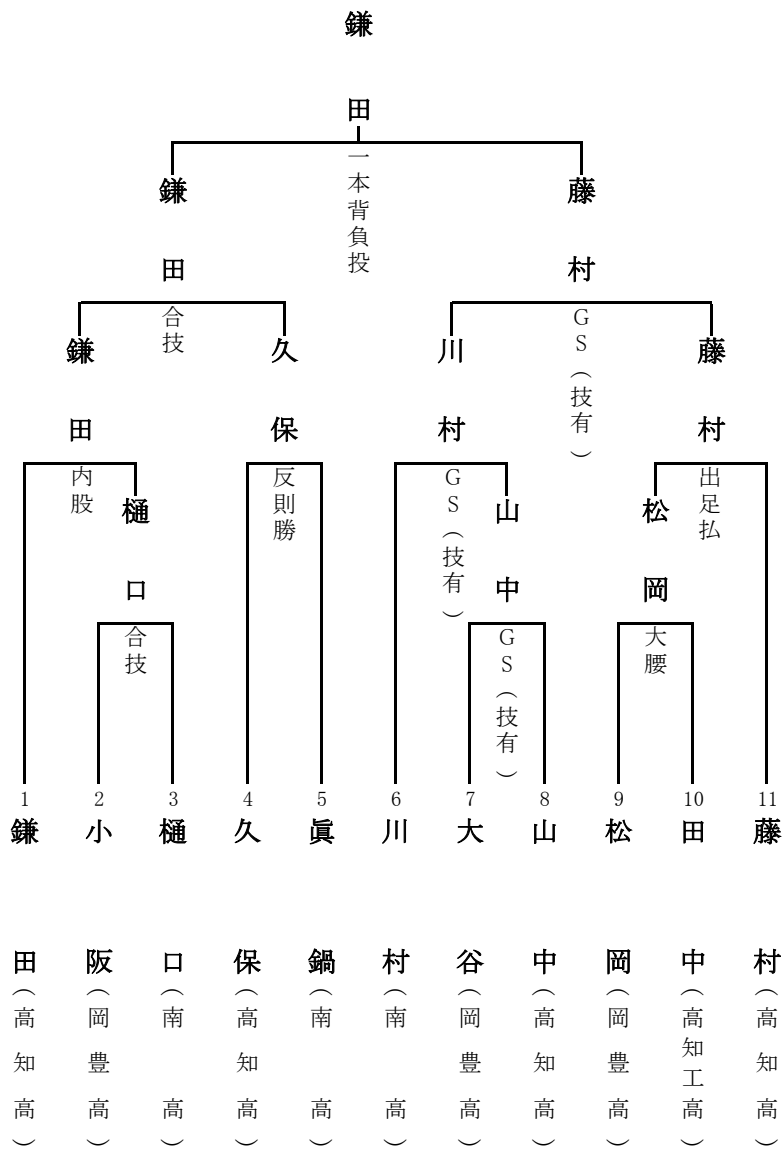 鎌田
一本背負投
鎌田
藤村
合技
GS（技有）
鎌田
久保
川村
藤村
内股
反則勝
GS（技有）
出足払
樋口
山中
松岡
合技
GS（技有）
大腰
1 鎌田（高知高）
2 小阪（岡豊高）
3 樋口（南高）
4 久保（高知高）
5 眞鍋（南高）
6 川村（南高）
7 大谷（岡豊高）
8 山中（高知高）
9 松岡（岡豊高）
10 田中（高知工高）
11 藤村（高知高）